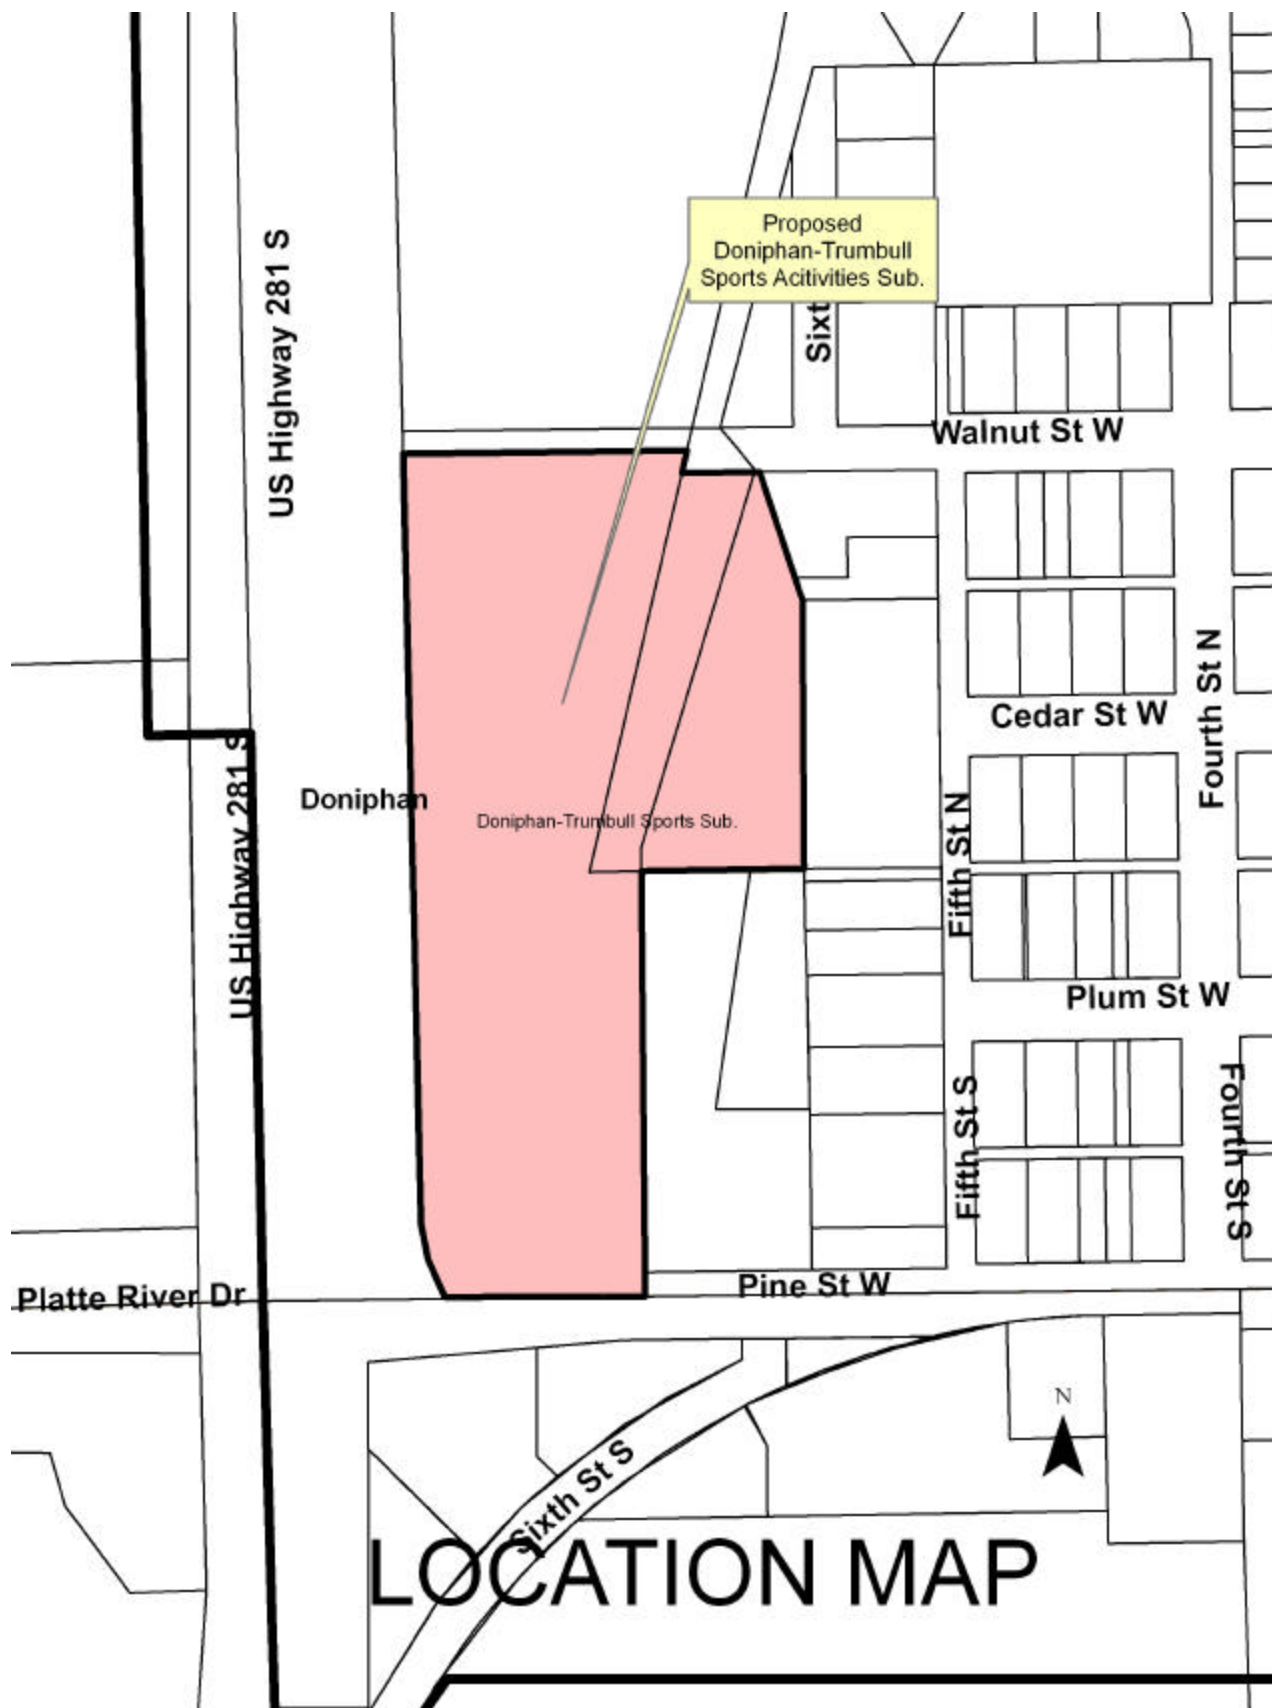 Proposed
Doniphan-Trumbull
Sports Acitivities Sub.
US Highway 281 S
Sixt
Walnut St W
Cedar St W
Fourth St N
US Highway 281 S
Doniphan
Doniphan-Trumbull Sports Sub.
Fifth St N
Plum St W
Fifth St S
Fourth St S
Platte River Dr
Pine St W
N
Sixth St S
LOCATION MAP